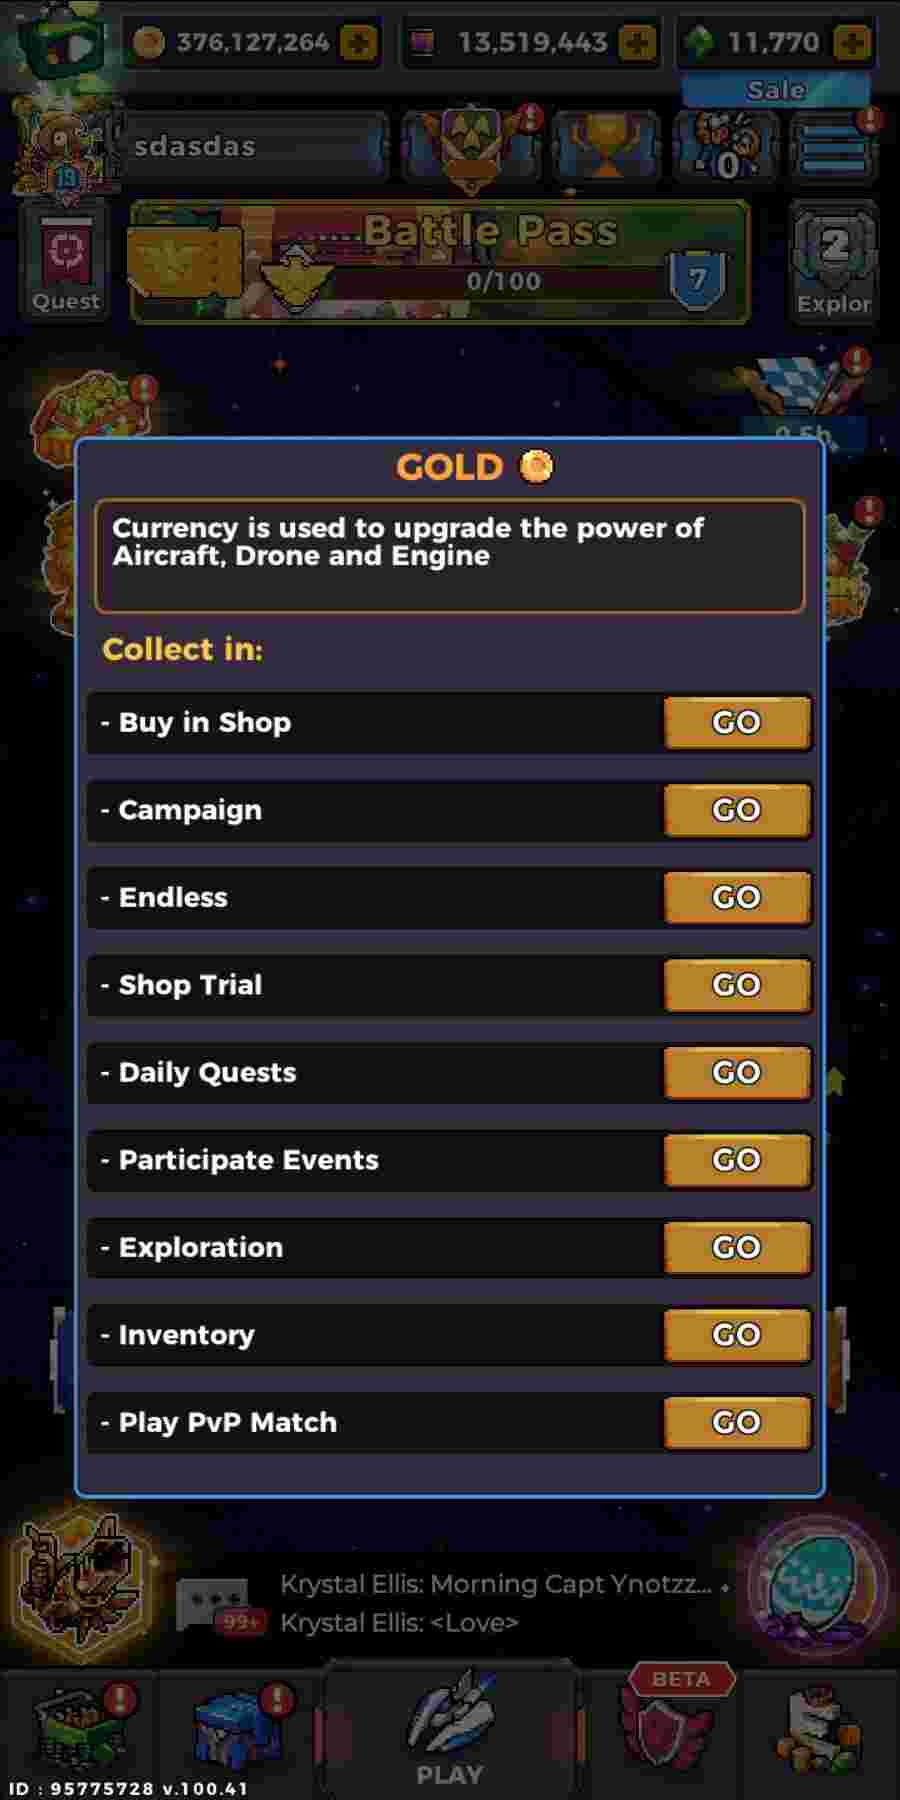 376,127,264
13,519,443
11,770
Sale
19
sdasdas
0
Quest
Battle Pass
0/100
7
2
Explor
GOLD
Currency is used to upgrade the power of
Aircraft, Drone and Engine
Collect in:
- Buy in Shop GO
- Campaign GO
- Endless GO
- Shop Trial GO
- Daily Quests GO
- Participate Events GO
- Exploration GO
- Inventory GO
- Play PvP Match GO
Krystal Ellis: Morning Capt Ynotzz...
99+
Krystal Ellis: <Love>
BETA
PLAY
ID : 95775728 v.100.41